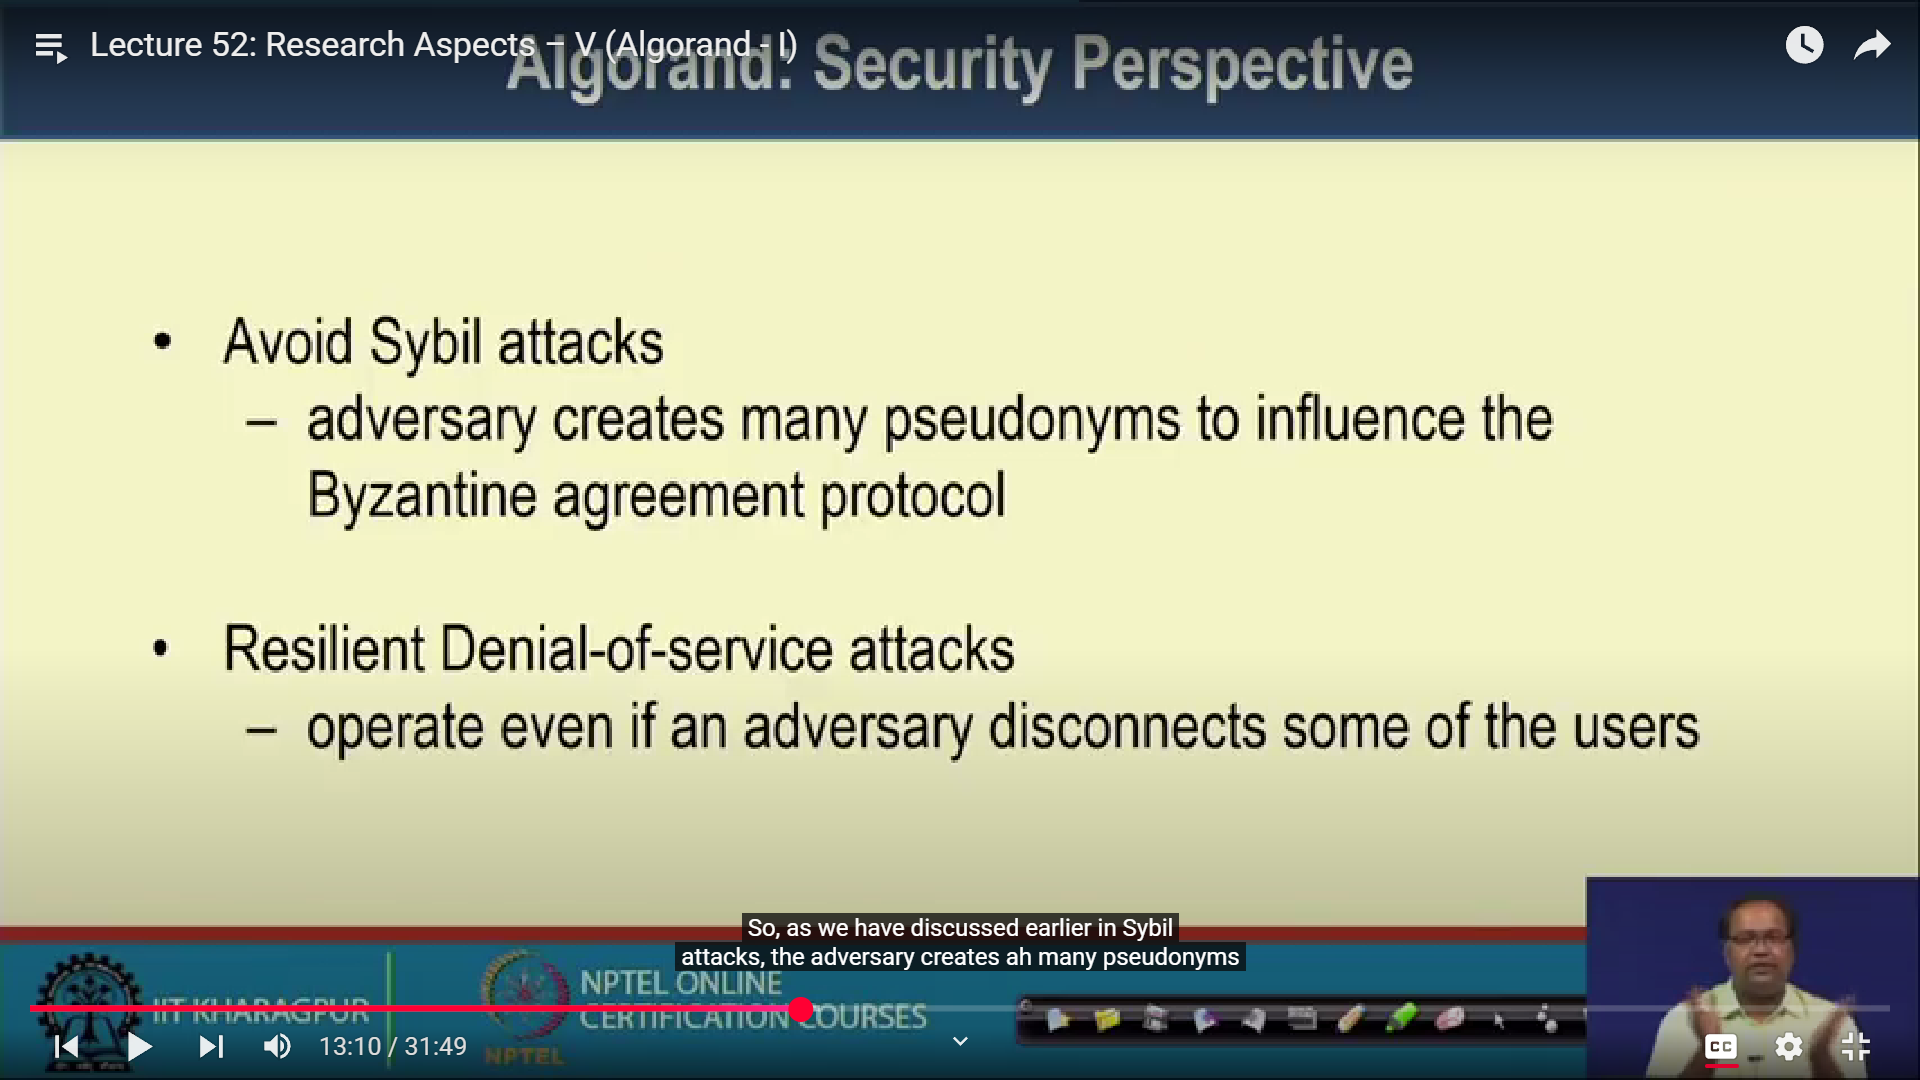 Lecture 52: Research Aspects – V (Algorand - I)
Algorand: Security Perspective
• Avoid Sybil attacks
– adversary creates many pseudonyms to influence the
Byzantine agreement protocol
• Resilient Denial-of-service attacks
– operate even if an adversary disconnects some of the users
So, as we have discussed earlier in Sybil
attacks, the adversary creates ah many pseudonyms
IIT KHARAGPUR
NPTEL
NPTEL ONLINE
CERTIFICATION COURSES
13:10 / 31:49
CC